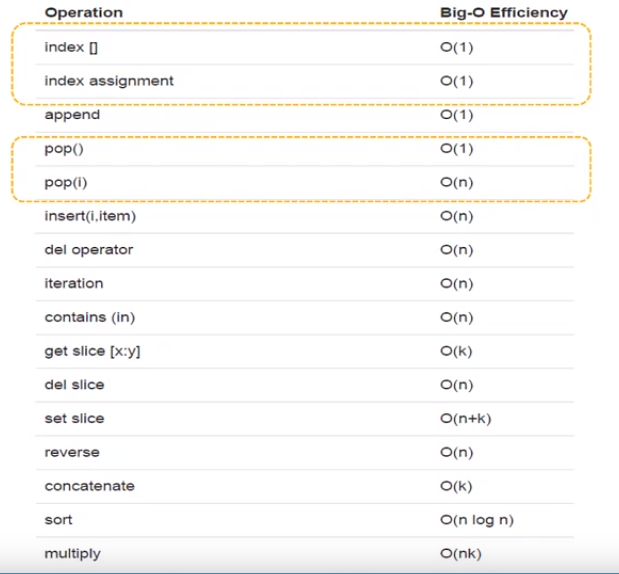 Operation Big-O Efficiency
index [] O(1)
index assignment O(1)
append O(1)
pop() O(1)
pop(i) O(n)
insert(i,item) O(n)
del operator O(n)
iteration O(n)
contains (in) O(n)
get slice [x:y] O(k)
del slice O(n)
set slice O(n+k)
reverse O(n)
concatenate O(k)
sort O(n log n)
multiply O(nk)